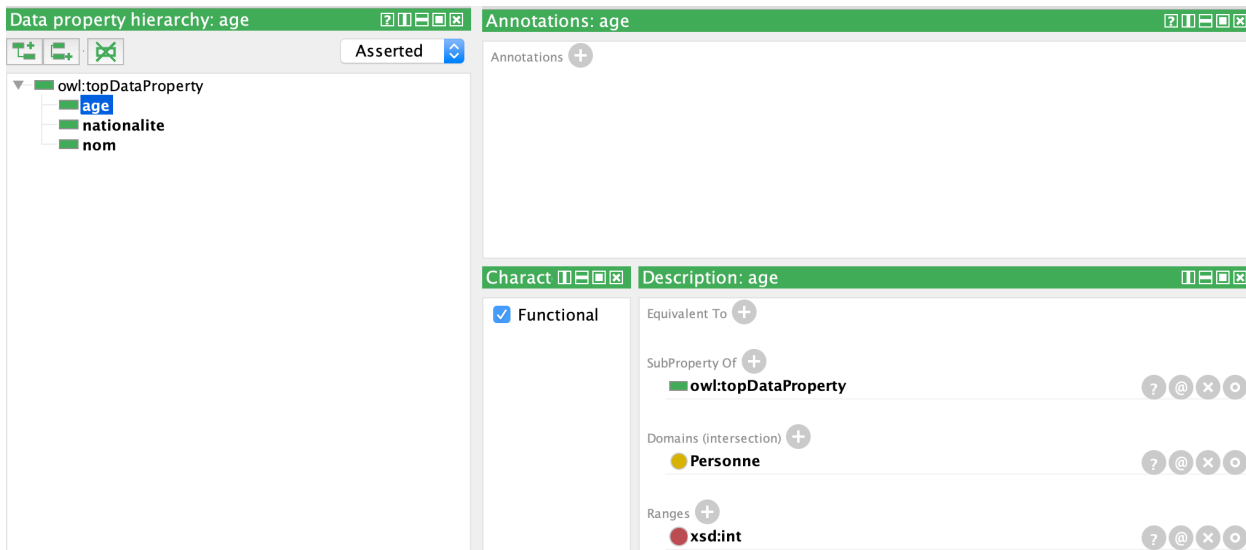 Data property hierarchy: age
Asserted
owl:topDataProperty
age
nationalite
nom
Annotations: age
Annotations
Charact
Functional
Description: age
Equivalent To
SubProperty Of
owl:topDataProperty
Domains (intersection)
Personne
Ranges
xsd:int